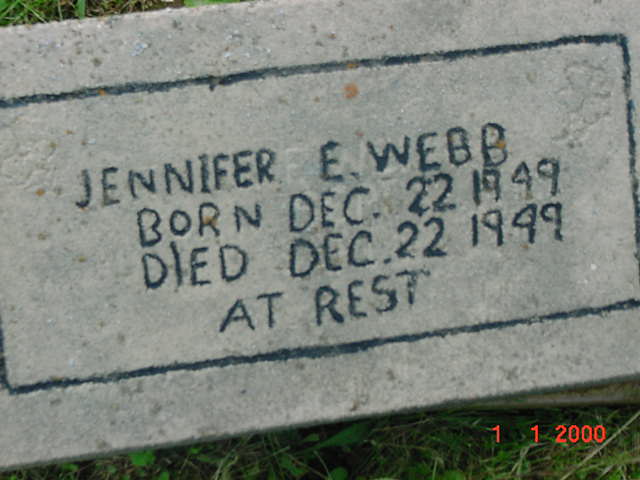 JENNIFER E. WEBB
BORN DEC. 22 1949
DIED DEC. 22 1949
AT REST
1 1 2000